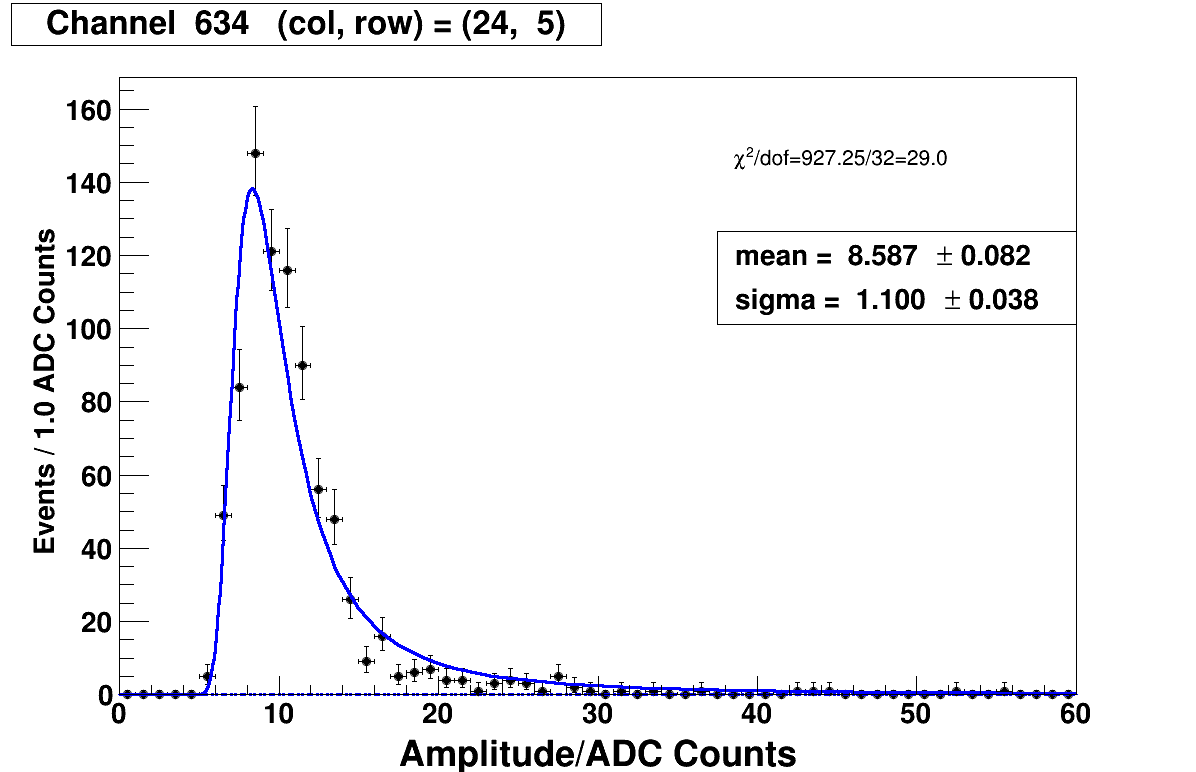 Channel 634 (col, row) = (24, 5)
χ²/dof=927.25/32=29.0
mean = 8.587 ± 0.082
sigma = 1.100 ± 0.038
Events / 1.0 ADC Counts
160
140
120
100
80
60
40
20
0
0 10 20 30 40 50 60
Amplitude/ADC Counts